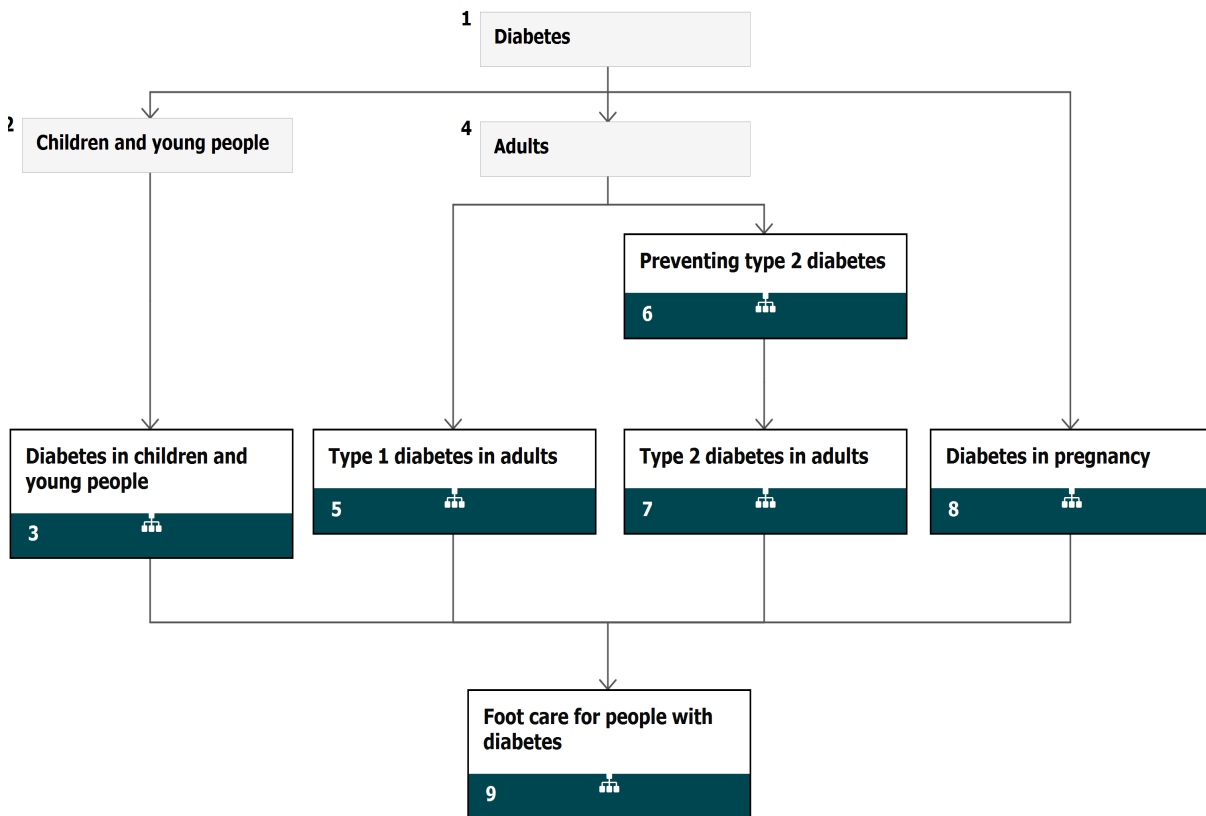 1
Diabetes
2
Children and young people
4
Adults
Preventing type 2 diabetes
6
Diabetes in children and
young people
3
Type 1 diabetes in adults
5
Type 2 diabetes in adults
7
Diabetes in pregnancy
8
Foot care for people with
diabetes
9